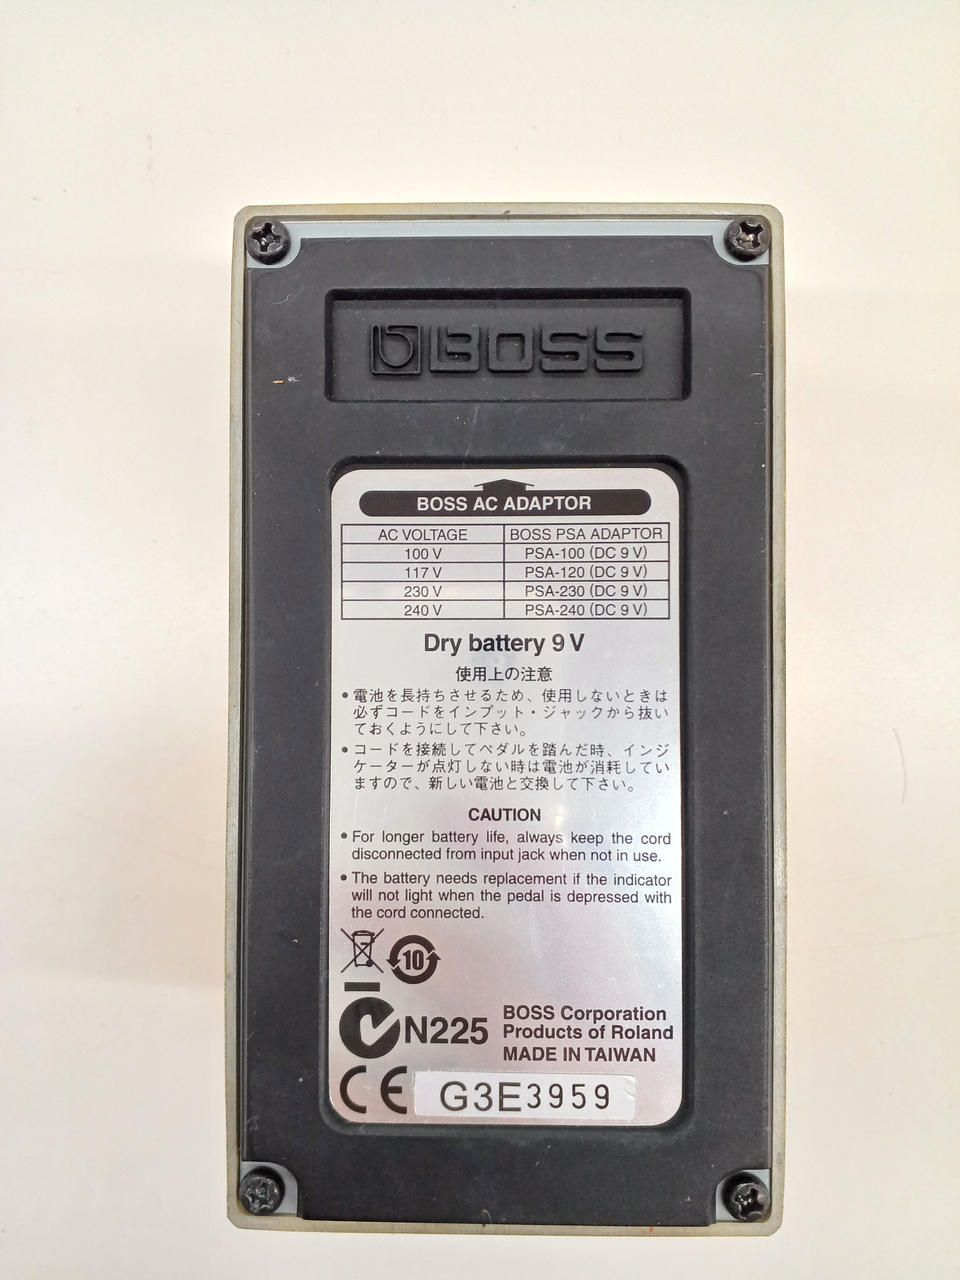 BOSS
BOSS AC ADAPTOR
AC VOLTAGE BOSS PSA ADAPTOR
100 V PSA-100 (DC 9 V)
117 V PSA-120 (DC 9 V)
230 V PSA-230 (DC 9 V)
240 V PSA-240 (DC 9 V)
Dry battery 9 V
使用上の注意
• 電池を長持ちさせるため、使用しないときは
必ずコードをインプット・ジャックから抜い
ておくようにして下さい。
• コードを接続してペダルを踏んだ時、インジ
ケーターが点灯しない時は電池が消耗してい
ますので、新しい電池と交換して下さい。
CAUTION
• For longer battery life, always keep the cord
disconnected from input jack when not in use.
• The battery needs replacement if the indicator
will not light when the pedal is depressed with
the cord connected.
10
N225
BOSS Corporation
Products of Roland
MADE IN TAIWAN
CE G3E3959